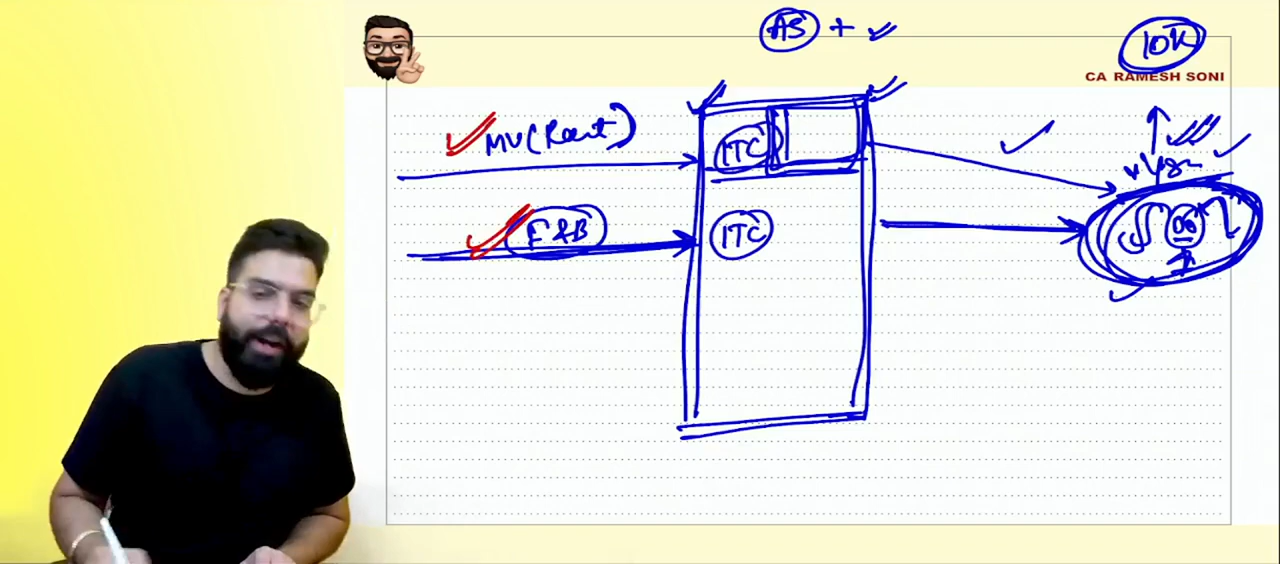 AS +
10K
CA RAMESH SONI
MV (Rent)
ITC
F&B
ITC